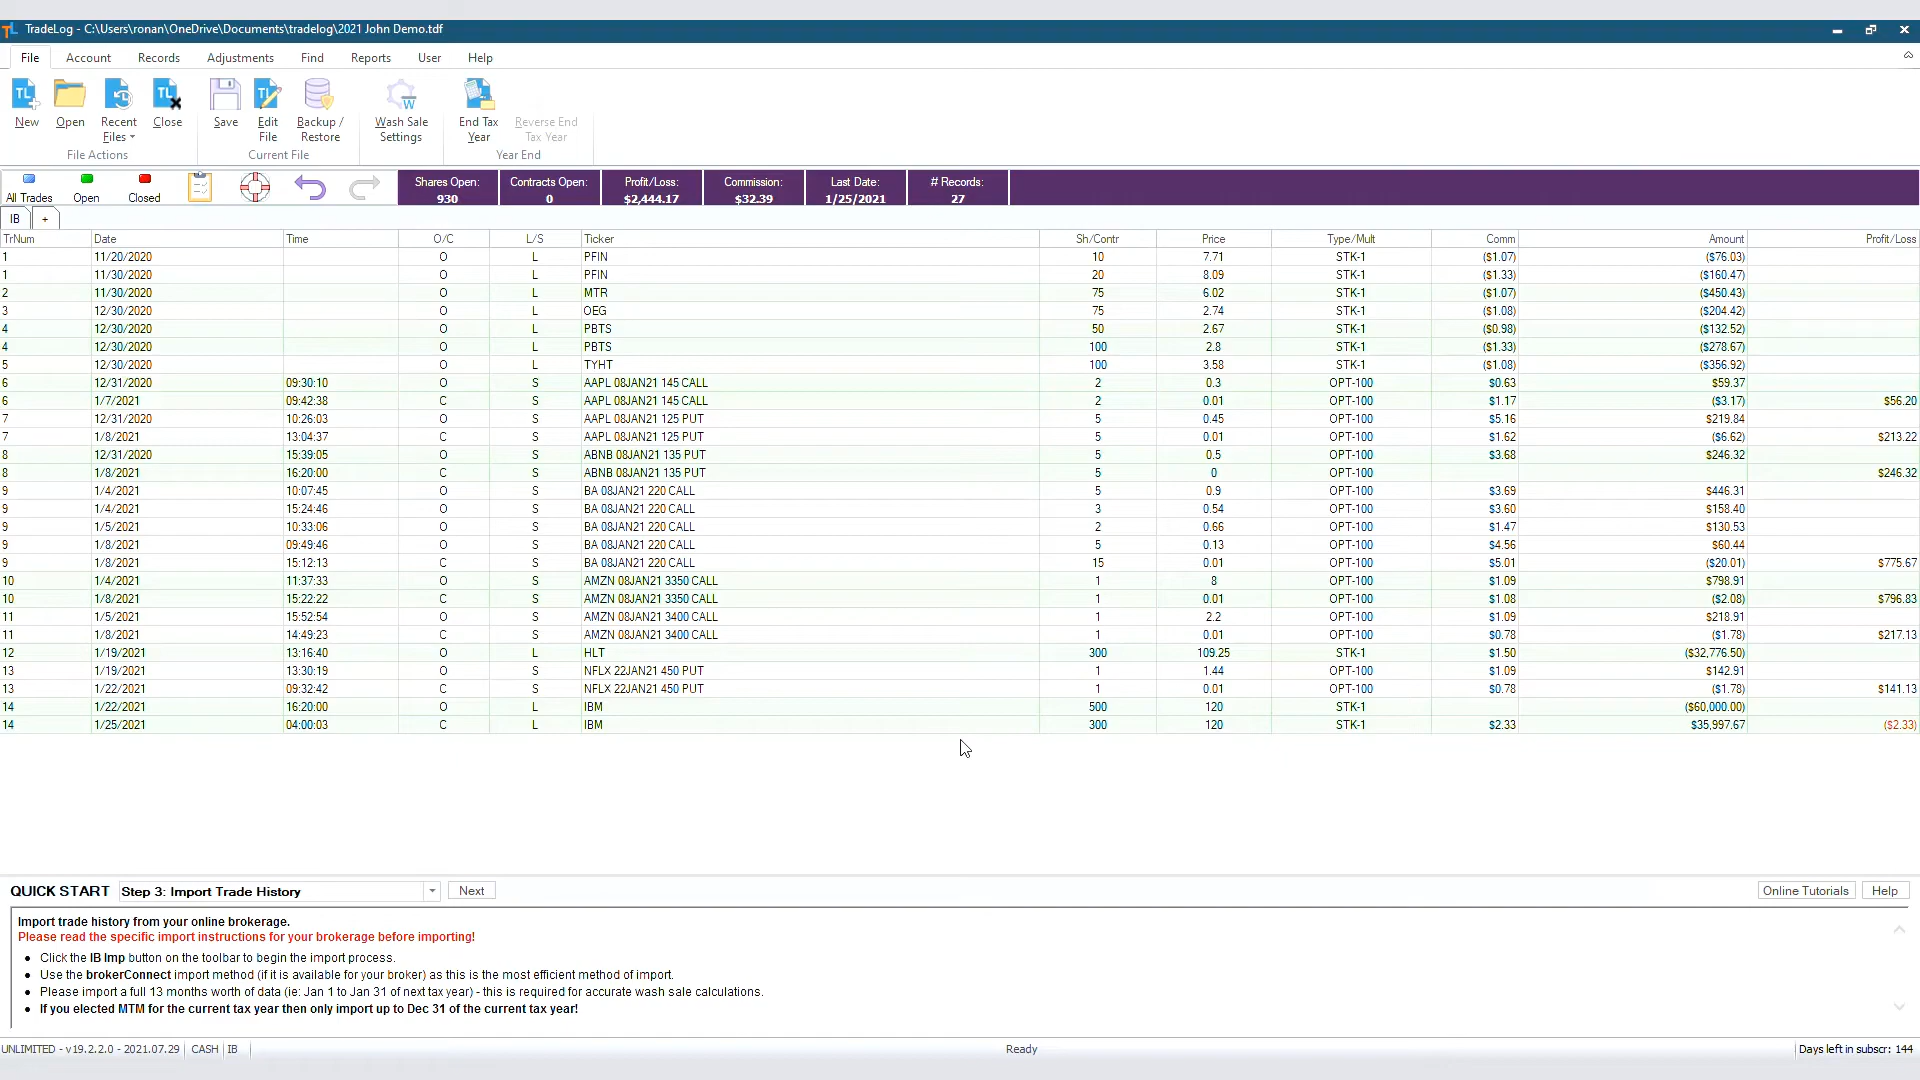 TradeLog - C:\Users\ronan\OneDrive\Documents\tradelog\2021 John Demo.tdf
File Account Records Adjustments Find Reports User Help
New Open Recent Files Close Save Edit File Backup / Restore Wash Sale Settings End Tax Year Reverse End Tax Year
File Actions Current File Year End
All Trades Open Closed Shares Open: 930 Contracts Open: 0 Profit/Loss: $2,444.17 Commission: $32.39 Last Date: 1/25/2021 # Records: 27
IB +
TrNum Date Time O/C L/S Ticker Sh/Contr Price Type/Mult Comm Amount Profit/Loss
1 11/20/2020 O L PFIN 10 7.71 STK-1 ($1.07) ($76.03)
1 11/30/2020 O L PFIN 20 8.09 STK-1 ($1.33) ($160.47)
2 11/30/2020 O L MTR 75 6.02 STK-1 ($1.07) ($450.43)
3 12/30/2020 O L OEG 75 2.74 STK-1 ($1.08) ($204.42)
4 12/30/2020 O L PBTS 50 2.67 STK-1 ($0.98) ($132.52)
4 12/30/2020 O L PBTS 100 2.8 STK-1 ($1.33) ($278.67)
5 12/30/2020 O L TYHT 100 3.58 STK-1 ($1.08) ($356.92)
6 12/31/2020 09:30:10 O S AAPL 08JAN21 145 CALL 2 0.3 OPT-100 $0.63 $59.37
6 1/7/2021 09:42:38 C S AAPL 08JAN21 145 CALL 2 0.01 OPT-100 $1.17 ($3.17) $56.20
7 12/31/2020 10:26:03 O S AAPL 08JAN21 125 PUT 5 0.45 OPT-100 $5.16 $219.84
7 1/8/2021 13:04:37 C S AAPL 08JAN21 125 PUT 5 0.01 OPT-100 $1.62 ($6.62) $213.22
8 12/31/2020 15:39:05 O S ABNB 08JAN21 135 PUT 5 0.5 OPT-100 $3.68 $246.32
8 1/8/2021 16:20:00 C S ABNB 08JAN21 135 PUT 5 0 OPT-100 $246.32
9 1/4/2021 10:07:45 O S BA 08JAN21 220 CALL 5 0.9 OPT-100 $3.69 $446.31
9 1/4/2021 15:24:46 O S BA 08JAN21 220 CALL 3 0.54 OPT-100 $3.60 $158.40
9 1/5/2021 10:33:06 O S BA 08JAN21 220 CALL 2 0.66 OPT-100 $1.47 $130.53
9 1/8/2021 09:49:46 O S BA 08JAN21 220 CALL 5 0.13 OPT-100 $4.56 $60.44
9 1/8/2021 15:12:13 C S BA 08JAN21 220 CALL 15 0.01 OPT-100 $5.01 ($20.01) $775.67
10 1/4/2021 11:37:33 O S AMZN 08JAN21 3350 CALL 1 8 OPT-100 $1.09 $798.91
10 1/8/2021 15:22:22 C S AMZN 08JAN21 3350 CALL 1 0.01 OPT-100 $1.08 ($2.08) $796.83
11 1/5/2021 15:52:54 O S AMZN 08JAN21 3400 CALL 1 2.2 OPT-100 $1.09 $218.91
11 1/8/2021 14:49:23 C S AMZN 08JAN21 3400 CALL 1 0.01 OPT-100 $0.78 ($1.78) $217.13
12 1/19/2021 13:16:40 O L HLT 300 109.25 STK-1 $1.50 ($32,776.50)
13 1/19/2021 13:30:19 O S NFLX 22JAN21 450 PUT 1 1.44 OPT-100 $1.09 $142.91
13 1/22/2021 09:32:42 C S NFLX 22JAN21 450 PUT 1 0.01 OPT-100 $0.78 ($1.78) $141.13
14 1/22/2021 16:20:00 O L IBM 500 120 STK-1 ($60,000.00)
14 1/25/2021 04:00:03 C L IBM 300 120 STK-1 $2.33 $35,997.67 ($2.33)
QUICK START Step 3: Import Trade History Next Online Tutorials Help
Import trade history from your online brokerage.
Please read the specific import instructions for your brokerage before importing!
• Click the IB Imp button on the toolbar to begin the import process.
• Use the brokerConnect import method (if it is available for your broker) as this is the most efficient method of import.
• Please import a full 13 months worth of data (ie: Jan 1 to Jan 31 of next tax year) - this is required for accurate wash sale calculations.
• If you elected MTM for the current tax year then only import up to Dec 31 of the current tax year!
UNLIMITED - v19.2.2.0 - 2021.07.29 CASH IB Ready Days left in subscr: 144